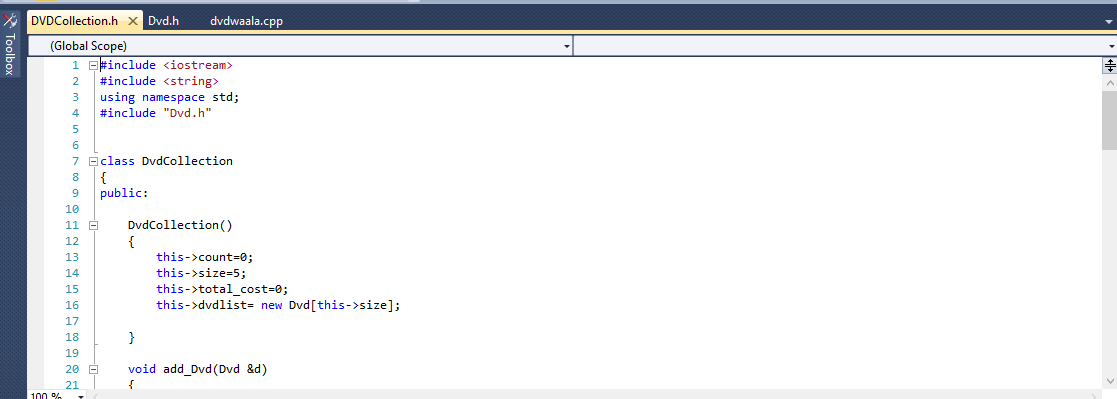 DVDCollection.h Dvd.h dvdwaala.cpp
Toolbox
(Global Scope)
1 #include <iostream>
2 #include <string>
3 using namespace std;
4 #include "Dvd.h"
5
6
7 class DvdCollection
8 {
9 public:
10
11 DvdCollection()
12 {
13 this->count=0;
14 this->size=5;
15 this->total_cost=0;
16 this->dvdlist= new Dvd[this->size];
17
18 }
19
20 void add_Dvd(Dvd &d)
21 {
100 %